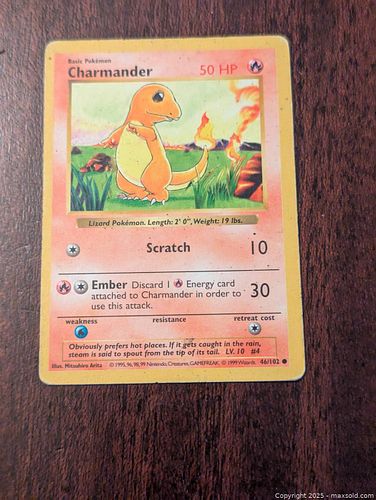 Basic Pokémon
Charmander 50 HP
Lizard Pokémon. Length: 2' 0", Weight: 19 lbs.
Scratch 10
Ember Discard 1 Energy card
attached to Charmander in order to
use this attack.
30
weakness resistance retreat cost
Obviously prefers hot places. If it gets caught in the rain,
steam is said to spout from the tip of its tail. LV. 10 #4
Illus. Mitsuhiro Arita © 1995, 96, 98, 99 Nintendo, Creatures, GAMEFREAK. © 1999 Wizards. 46/102
Copyright © 2025 - maxsold.com